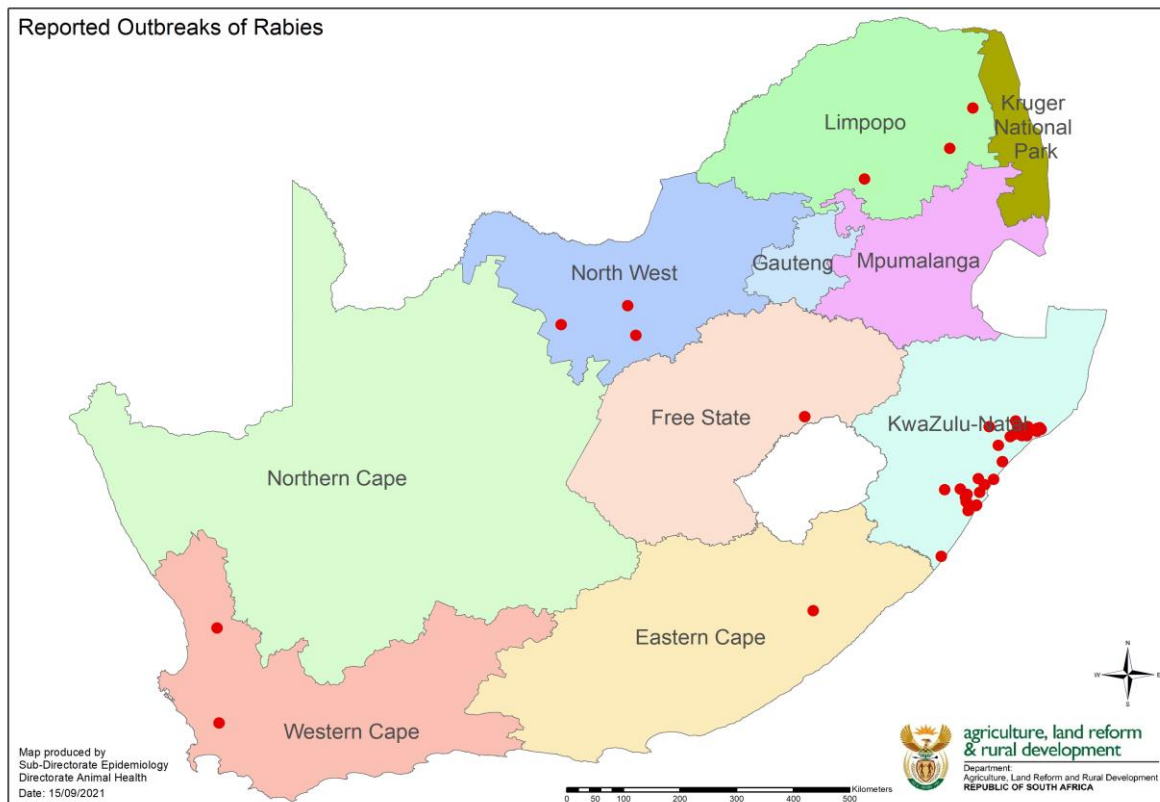 Reported Outbreaks of Rabies
Limpopo
Kruger
National
Park
North West
Gauteng
Mpumalanga
Free State
KwaZulu-Natal
Northern Cape
Eastern Cape
Western Cape
N
W
E
S
Map produced by
Sub-Directorate Epidemiology
Directorate Animal Health
Date: 15/09/2021
Kilometers
0 50 100 200 300 400 500
agriculture, land reform
& rural development
Department:
Agriculture, Land Reform and Rural Development
REPUBLIC OF SOUTH AFRICA